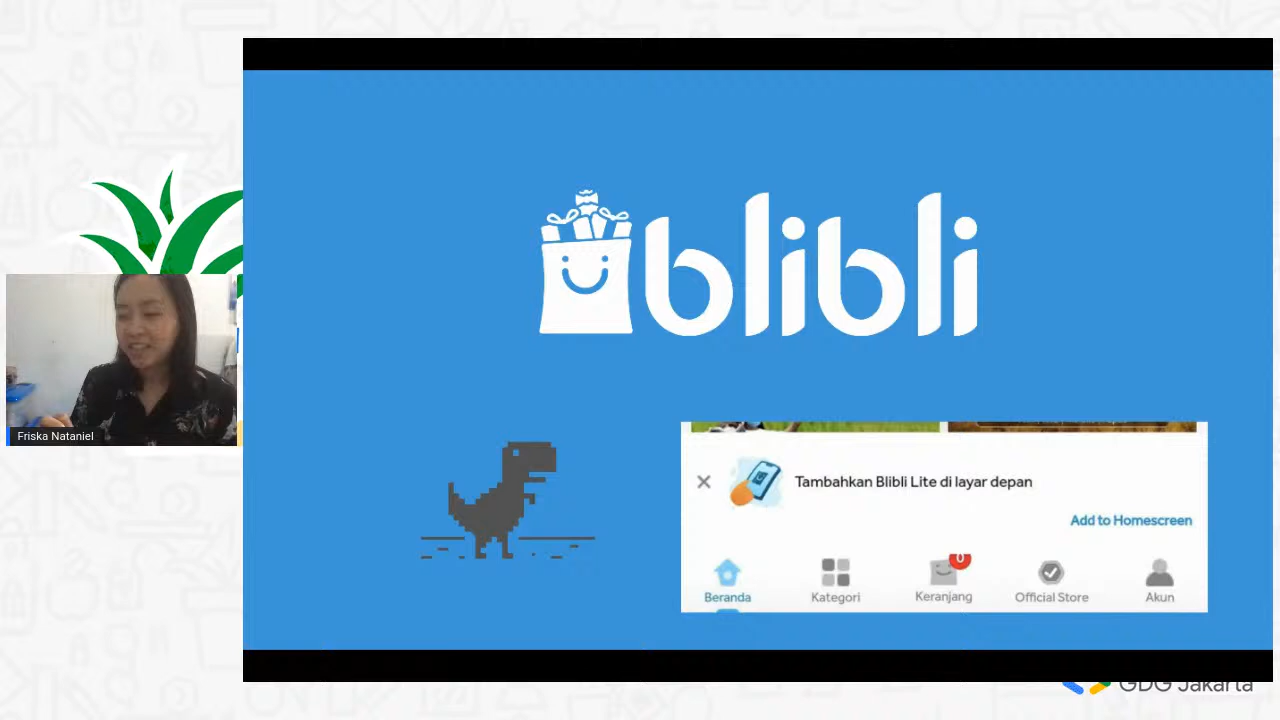 blibli
Friska Nataniel
Tambahkan Blibli Lite di layar depan
Add to Homescreen
0
Beranda
Kategori
Keranjang
Official Store
Akun
GDG Jakarta